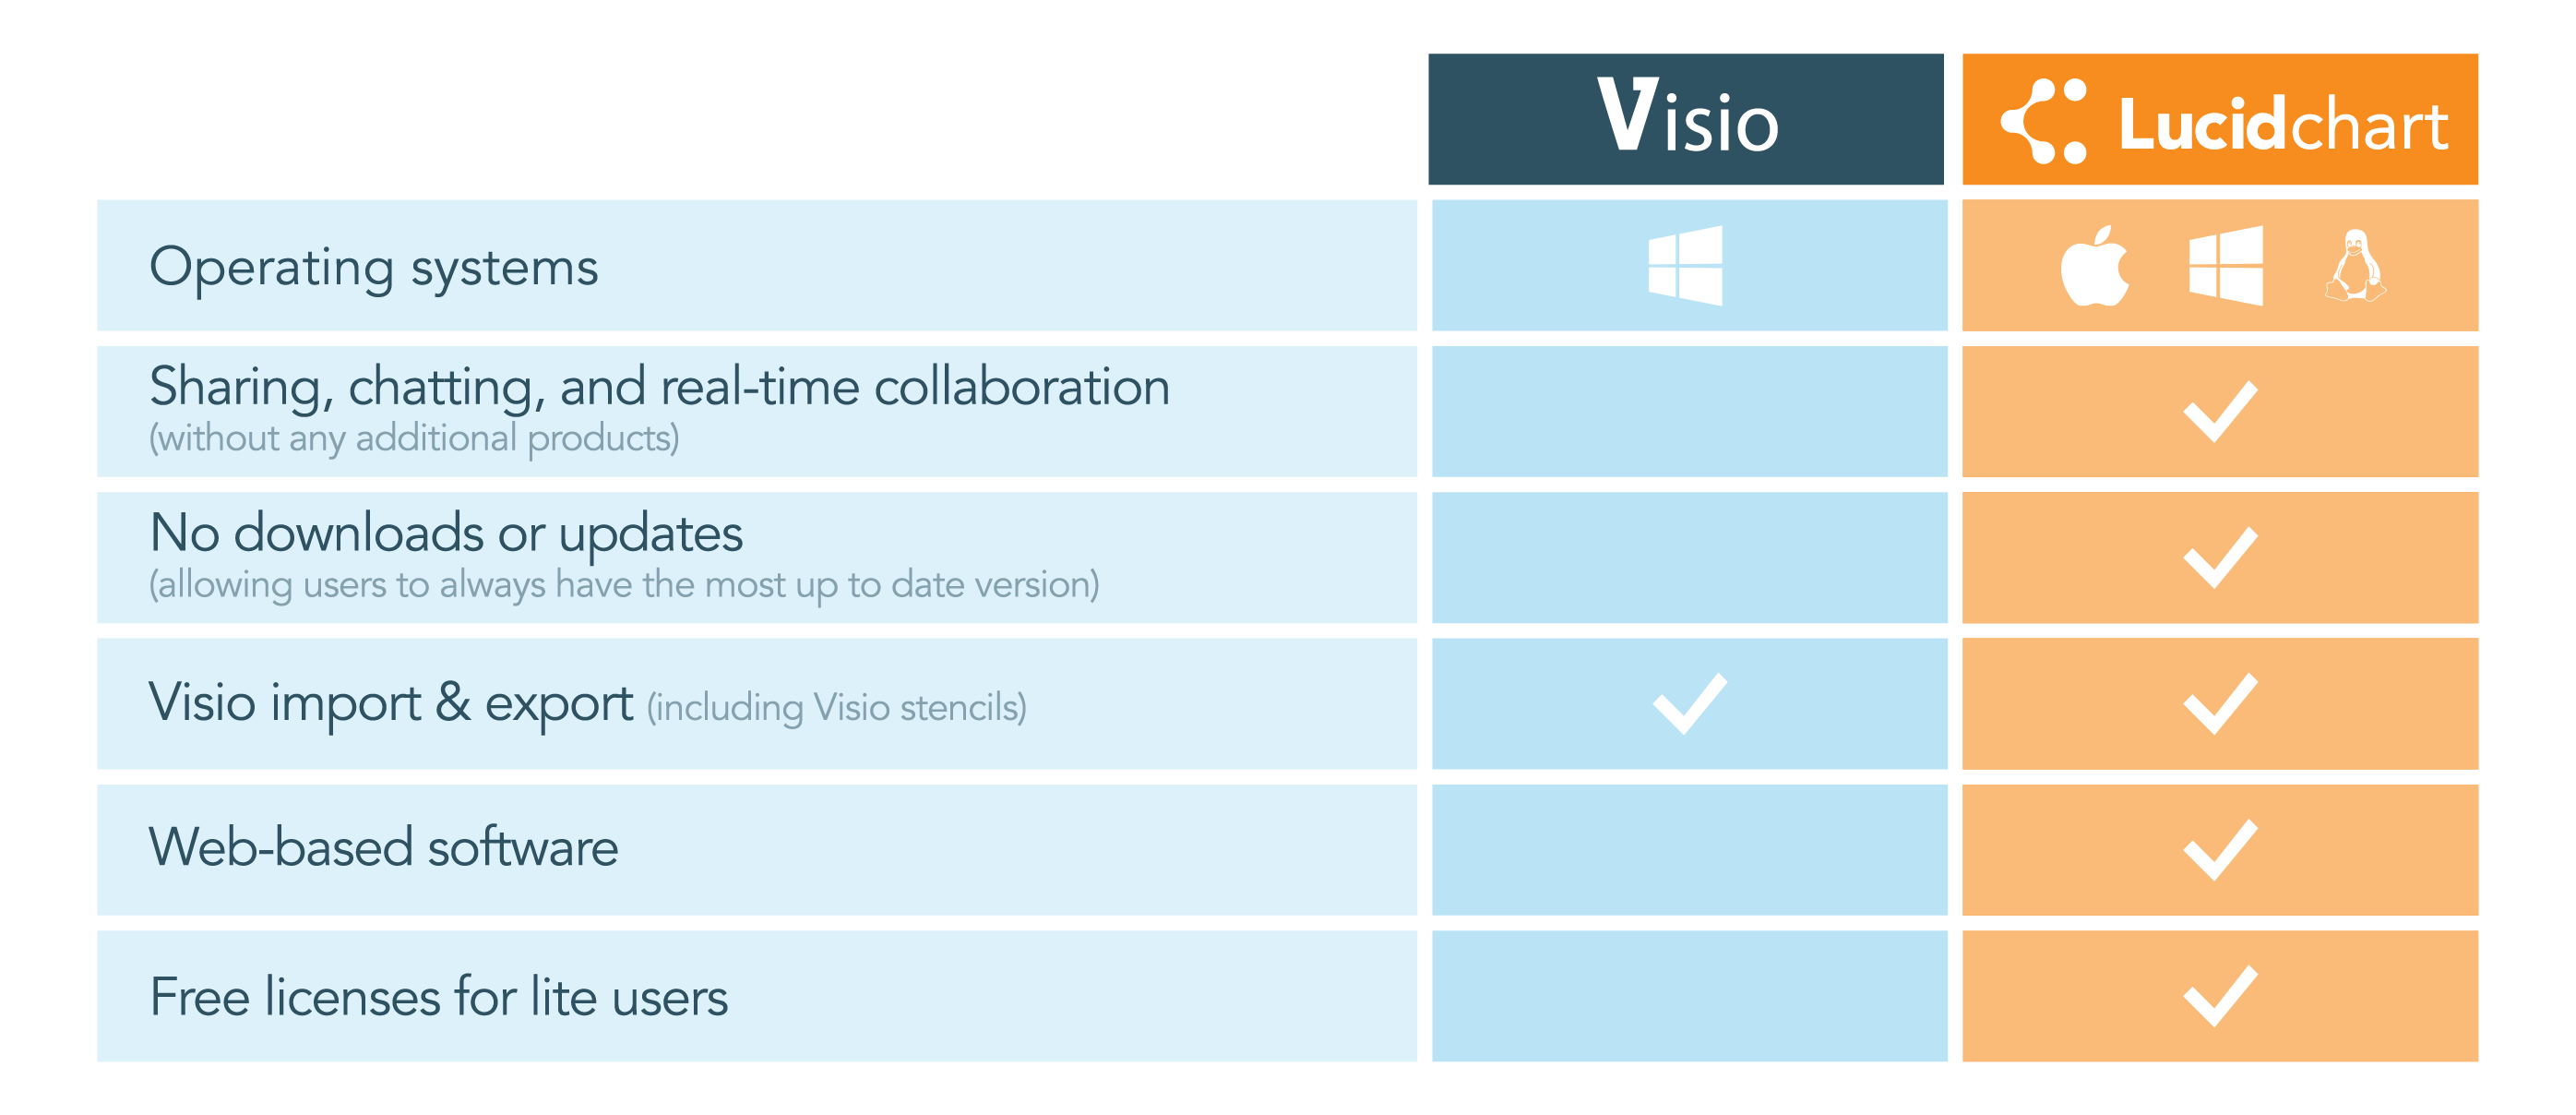 Visio
Lucidchart
Operating systems
Sharing, chatting, and real-time collaboration
(without any additional products)
No downloads or updates
(allowing users to always have the most up to date version)
Visio import & export (including Visio stencils)
Web-based software
Free licenses for lite users